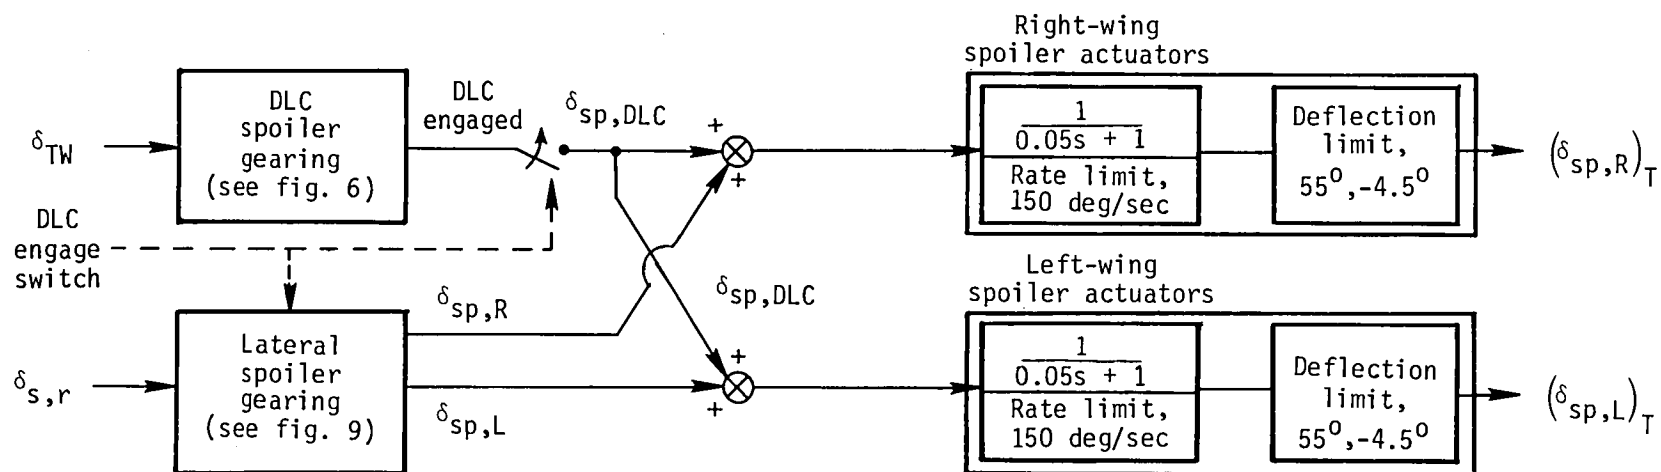 δTW
DLC
spoiler
gearing
(see fig. 6)
DLC
engaged
δsp,DLC
+
+
Right-wing
spoiler actuators
1
0.05s + 1
Rate limit,
150 deg/sec
Deflection
limit,
55°,-4.5°
(δsp,R)T
DLC
engage
switch
δs,r
Lateral
spoiler
gearing
(see fig. 9)
δsp,R
δsp,L
δsp,DLC
+
+
Left-wing
spoiler actuators
1
0.05s + 1
Rate limit,
150 deg/sec
Deflection
limit,
55°,-4.5°
(δsp,L)T